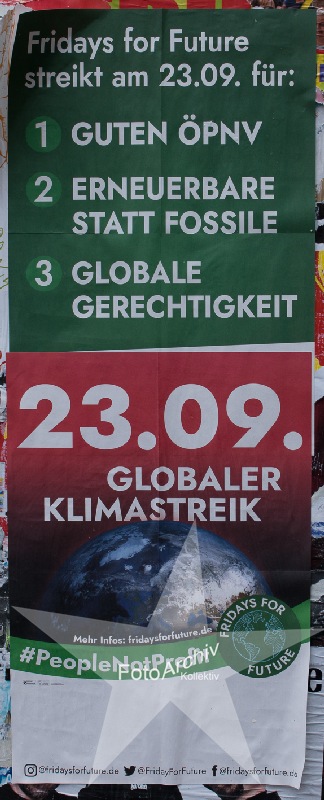 Fridays for Future
streikt am 23.09. für:
1 GUTEN ÖPNV
2 ERNEUERBARE
STATT FOSSILE
3 GLOBALE
GERECHTIGKEIT
23.09.
GLOBALER
KLIMASTREIK
Mehr Infos: fridaysforfuture.de
FRIDAYS FOR
FUTURE
#PeopleNotProfit
FotoArchiv
Kollektiv
@fridaysforfuture.de @FridayForFuture @fridaysforfuture.de